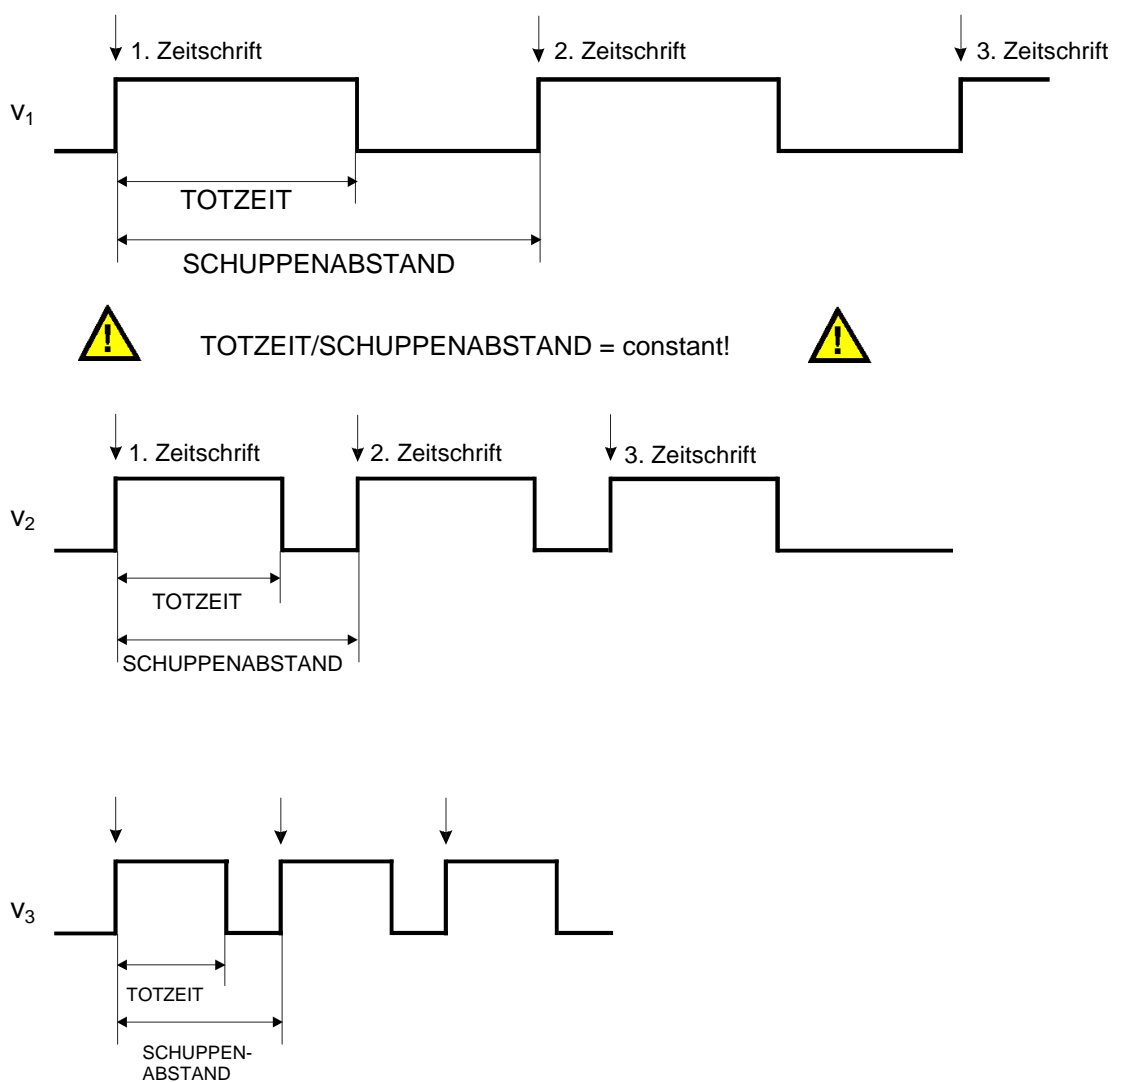 1. Zeitschrift
2. Zeitschrift
3. Zeitschrift
v1
TOTZEIT
SCHUPPENABSTAND
!
TOTZEIT/SCHUPPENABSTAND = constant!
!
1. Zeitschrift
2. Zeitschrift
3. Zeitschrift
v2
TOTZEIT
SCHUPPENABSTAND
v3
TOTZEIT
SCHUPPEN-
ABSTAND